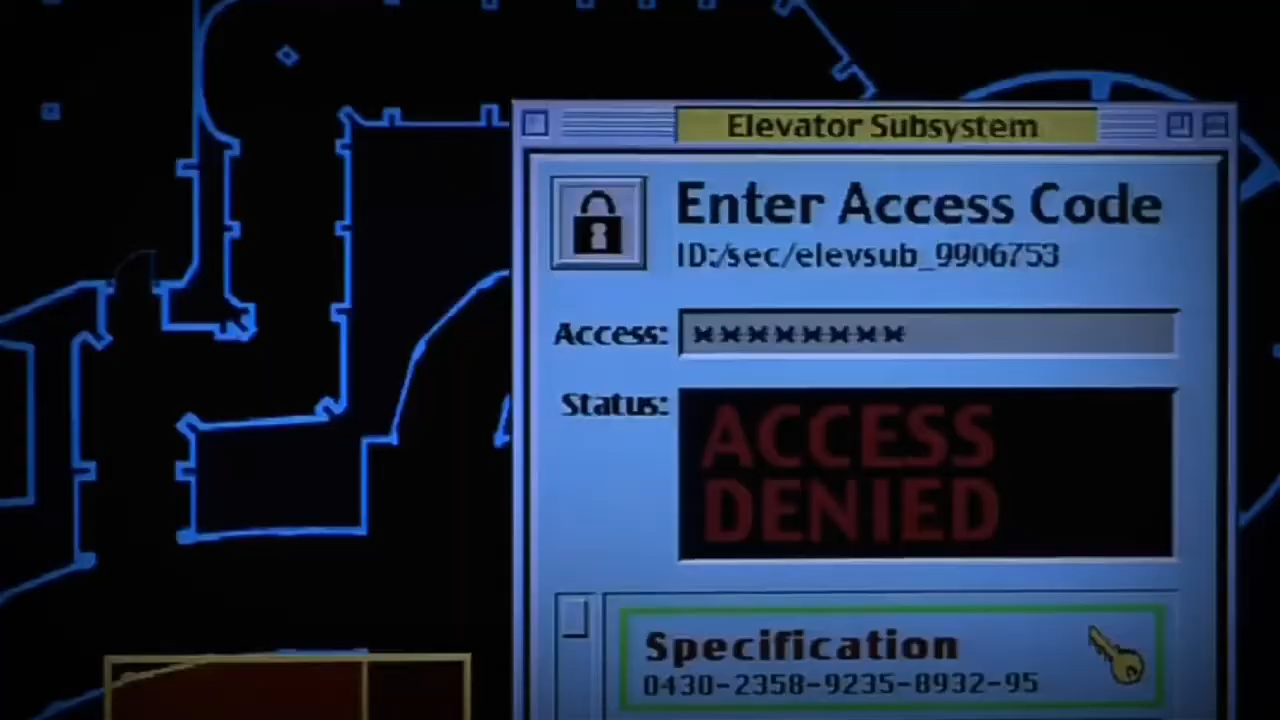 Elevator Subsystem
Enter Access Code
ID:/sec/elevsub_9906753
Access: ××××××××
Status: ACCESS
DENIED
Specification
0430-2358-9235-8932-95